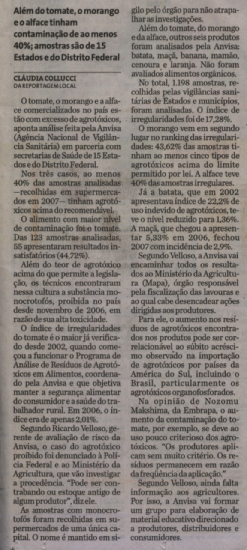 Além do tomate, o morango
e o alface tinham
contaminação de ao menos
40%; amostras são de 15
Estados e do Distrito Federal
CLÁUDIA COLLUCCI
DA REPORTAGEM LOCAL
O tomate, o morango e a alface
comercializados no país estão
com excesso de agrotóxicos,
aponta análise feita pela Anvisa
(Agência Nacional de Vigilância
Sanitária) em parceria com
secretarias de Saúde de 15 Estados
e do Distrito Federal.
Nos três casos, ao menos
40% das amostras analisadas
—recolhidas em supermercados
em 2007— tinham agrotóxicos
acima do recomendável.
O alimento com maior nível
de contaminação foi o tomate.
Das 123 amostras analisadas,
55 apresentaram resultados insatisfatórios
(44,72%).
Além do teor de agrotóxico
acima do que permite a legislação,
os técnicos encontraram
nessa cultura a substância monocrotofós,
proibida no país
desde novembro de 2006, em
razão de sua alta toxicidade.
O índice de irregularidades
do tomate é o maior já verificado
desde 2002, quando começou
a funcionar o Programa de
Análise de Resíduos de Agrotóxicos
em Alimentos, coordenado
pela Anvisa e que objetiva
manter a segurança alimentar
do consumidor e a saúde do trabalhador
rural. Em 2006, o índice
era de apenas 2,01%.
Segundo Ricardo Velloso, gerente
de avaliação de risco da
Anvisa, o caso do agrotóxico
proibido foi denunciado à Polícia
Federal e ao Ministério da
Agricultura, que vão investigar
a procedência. "Pode ser contrabando
ou estoque antigo de
algum produtor", diz ele.
As amostras com monocrotofós
foram recolhidas em supermercados
de uma única capital.
O nome é mantido em sigilo
pelo órgão para não atrapalhar
as investigações.
Além do tomate, do morango
e da alface, outros seis produtos
foram analisados pela Anvisa:
batata, maçã, banana, mamão,
cenoura e laranja. Não foram
avaliados alimentos orgânicos.
No total, 1.198 amostras, recolhidas
pelas vigilâncias sanitárias
de Estados e municípios,
foram analisadas. O índice de
irregularidades foi de 17,28%.
O morango vem em segundo
lugar no ranking das irregularidades:
43,62% das amostras tinham
ao menos cinco tipos de
agrotóxicos acima do limite
permitido por lei. A alface teve
40% das amostras irregulares.
Já a batata, que em 2002
apresentava índice de 22,2% de
uso indevido de agrotóxicos, teve
o nível reduzido para 1,36%.
A maçã, que chegou a apresentar
5,33% em 2006, fechou
2007 com incidência de 2,9%.
Segundo Velloso, a Anvisa vai
encaminhar todos os resultados
ao Ministério da Agricultura
(Mapa), órgão responsável
pela fiscalização das lavouras e
ao qual cabe desencadear ações
dirigidas aos produtores.
Para ele, o aumento nos resíduos
de agrotóxicos encontrados
nos produtos pode ser correlacionável
ao súbito acréscimo
observado na importação
de agrotóxicos por países da
América do Sul, incluindo o
Brasil, particularmente os
agrotóxicos organofosforados.
Na opinião de Nozomu
Makishima, da Embrapa, o aumento
da contaminação do tomate,
por exemplo, se deve ao
uso pouco criterioso dos agrotóxicos.
"Os produtores aplicam
sem muito critério. Os resíduos
permanecem em razão
da freqüência da aplicação."
Segundo Velloso, ainda falta
informação aos agricultores.
Por isso, a Anvisa vai formar
um grupo para elaboração de
material educativo direcionado
a produtores, distribuidores e
consumidores.